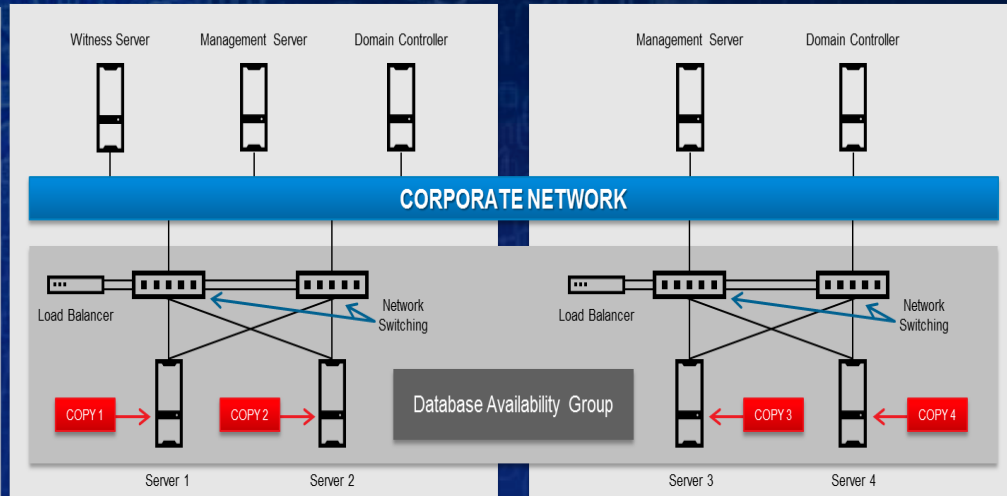 Witness Server
Management Server
Domain Controller
Management Server
Domain Controller
CORPORATE NETWORK
Load Balancer
Network
Switching
Load Balancer
Network
Switching
COPY 1
COPY 2
Database Availability Group
COPY 3
COPY 4
Server 1
Server 2
Server 3
Server 4